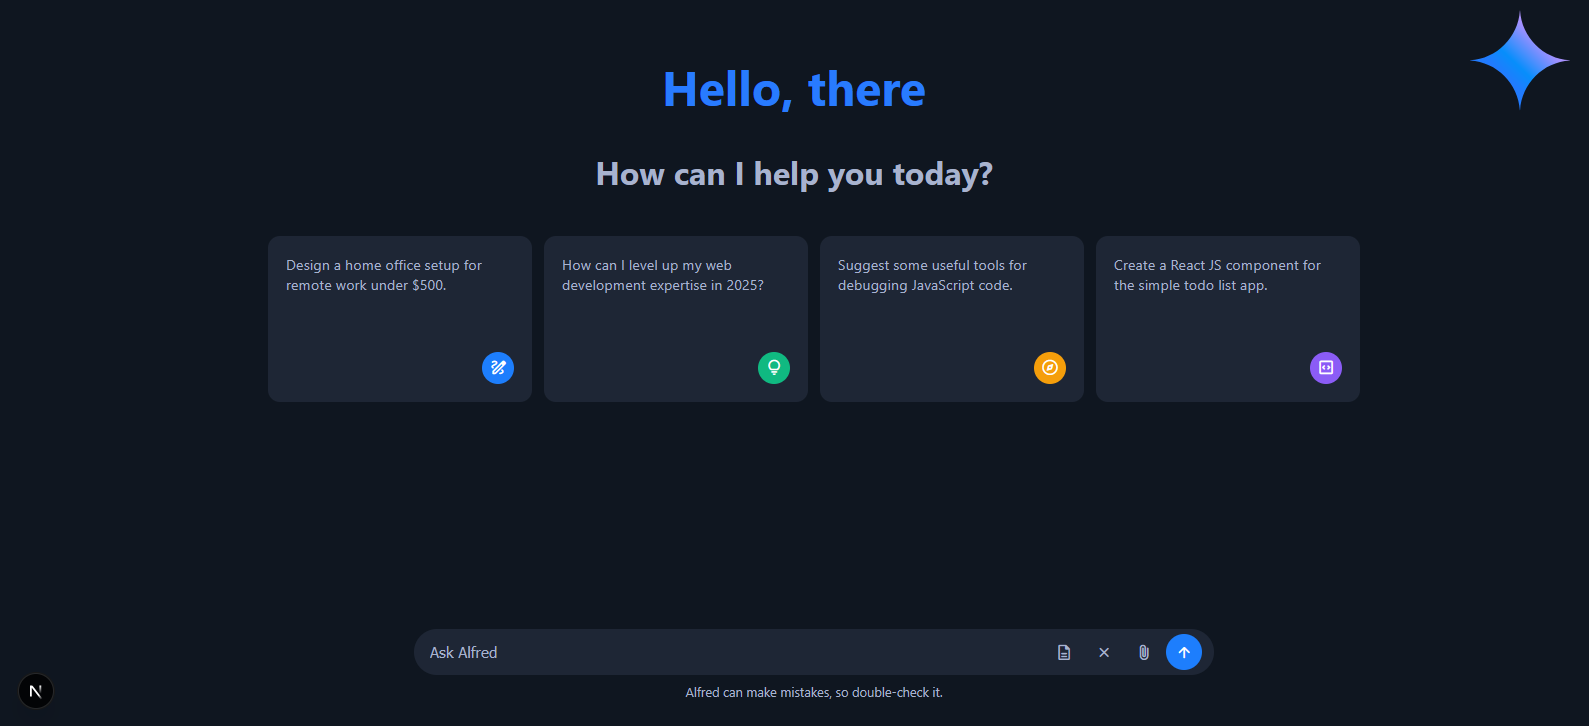 Hello, there
How can I help you today?
Design a home office setup for
remote work under $500.
How can I level up my web
development expertise in 2025?
Suggest some useful tools for
debugging JavaScript code.
Create a React JS component for
the simple todo list app.
Ask Alfred
Alfred can make mistakes, so double-check it.
N